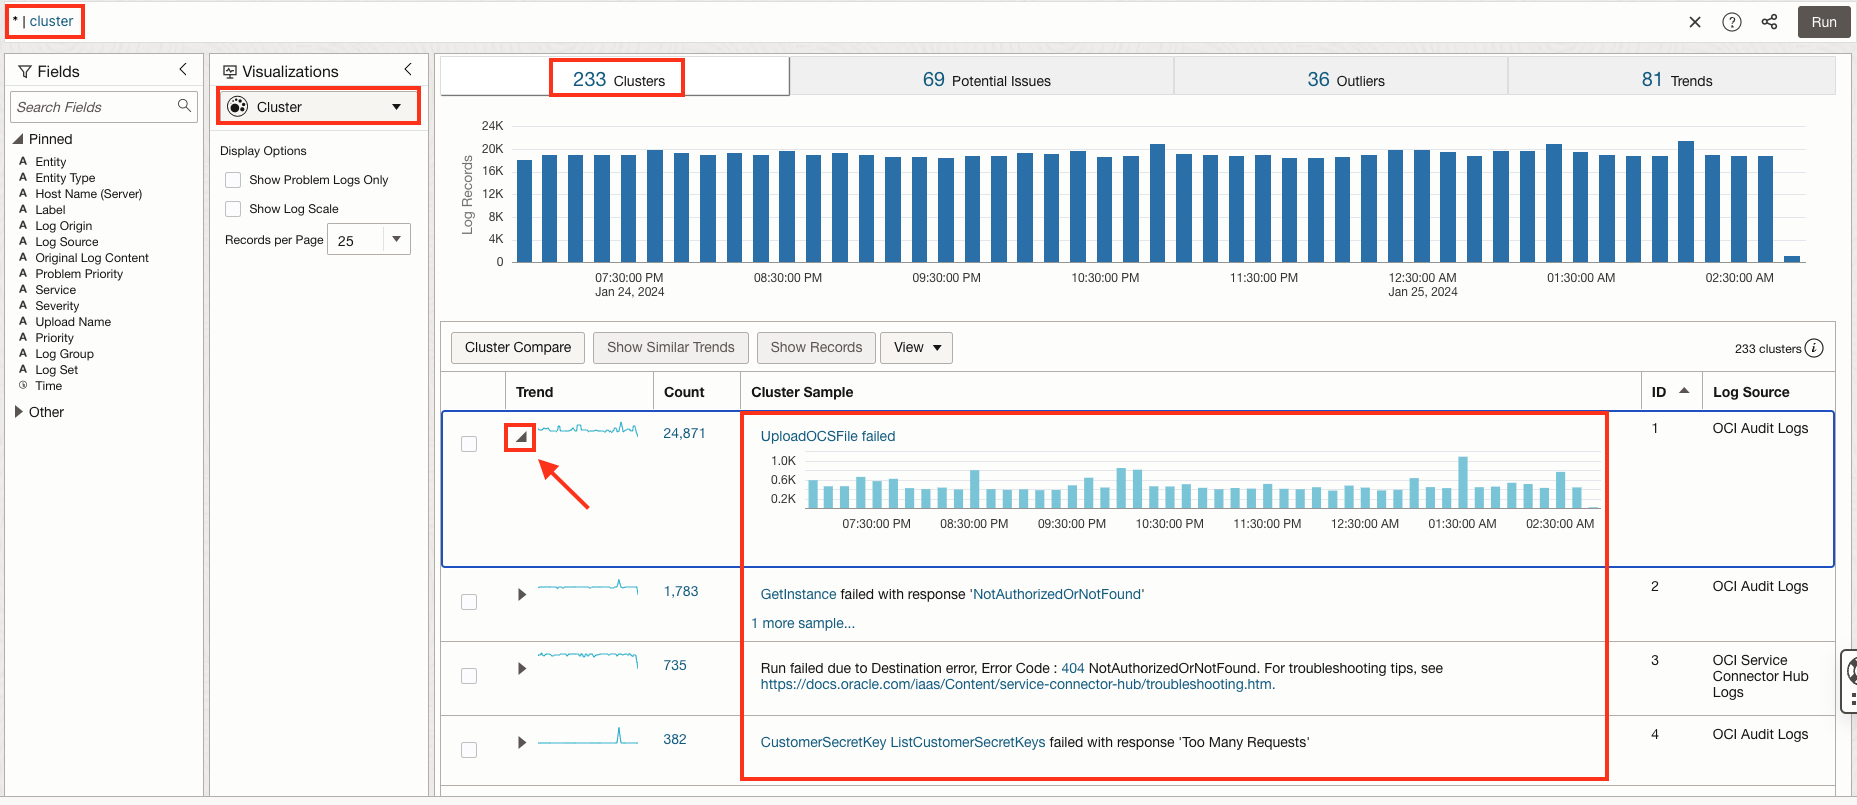 * | cluster
Run
Fields
Search Fields
Pinned
A Entity
A Entity Type
A Host Name (Server)
A Label
A Log Origin
A Log Source
A Original Log Content
A Problem Priority
A Service
A Severity
A Upload Name
A Priority
A Log Group
A Log Set
Time
Other
Visualizations
Cluster
Display Options
Show Problem Logs Only
Show Log Scale
Records per Page 25
233 Clusters
69 Potential Issues
36 Outliers
81 Trends
Log Records
24K
20K
16K
12K
8K
4K
0
07:30:00 PM 08:30:00 PM 09:30:00 PM 10:30:00 PM 11:30:00 PM 12:30:00 AM 01:30:00 AM 02:30:00 AM
Jan 24, 2024 Jan 25, 2024
Cluster Compare Show Similar Trends Show Records View 233 clusters
Trend Count Cluster Sample ID Log Source
24,871 UploadOCSFile failed 1 OCI Audit Logs
1.0K
0.6K
0.2K
07:30:00 PM 08:30:00 PM 09:30:00 PM 10:30:00 PM 11:30:00 PM 12:30:00 AM 01:30:00 AM 02:30:00 AM
1,783 GetInstance failed with response 'NotAuthorizedOrNotFound' 2 OCI Audit Logs
1 more sample...
735 Run failed due to Destination error, Error Code : 404 NotAuthorizedOrNotFound. For troubleshooting tips, see 3 OCI Service
https://docs.oracle.com/iaas/Content/service-connector-hub/troubleshooting.htm. Connector Hub
Logs
382 CustomerSecretKey ListCustomerSecretKeys failed with response 'Too Many Requests' 4 OCI Audit Logs